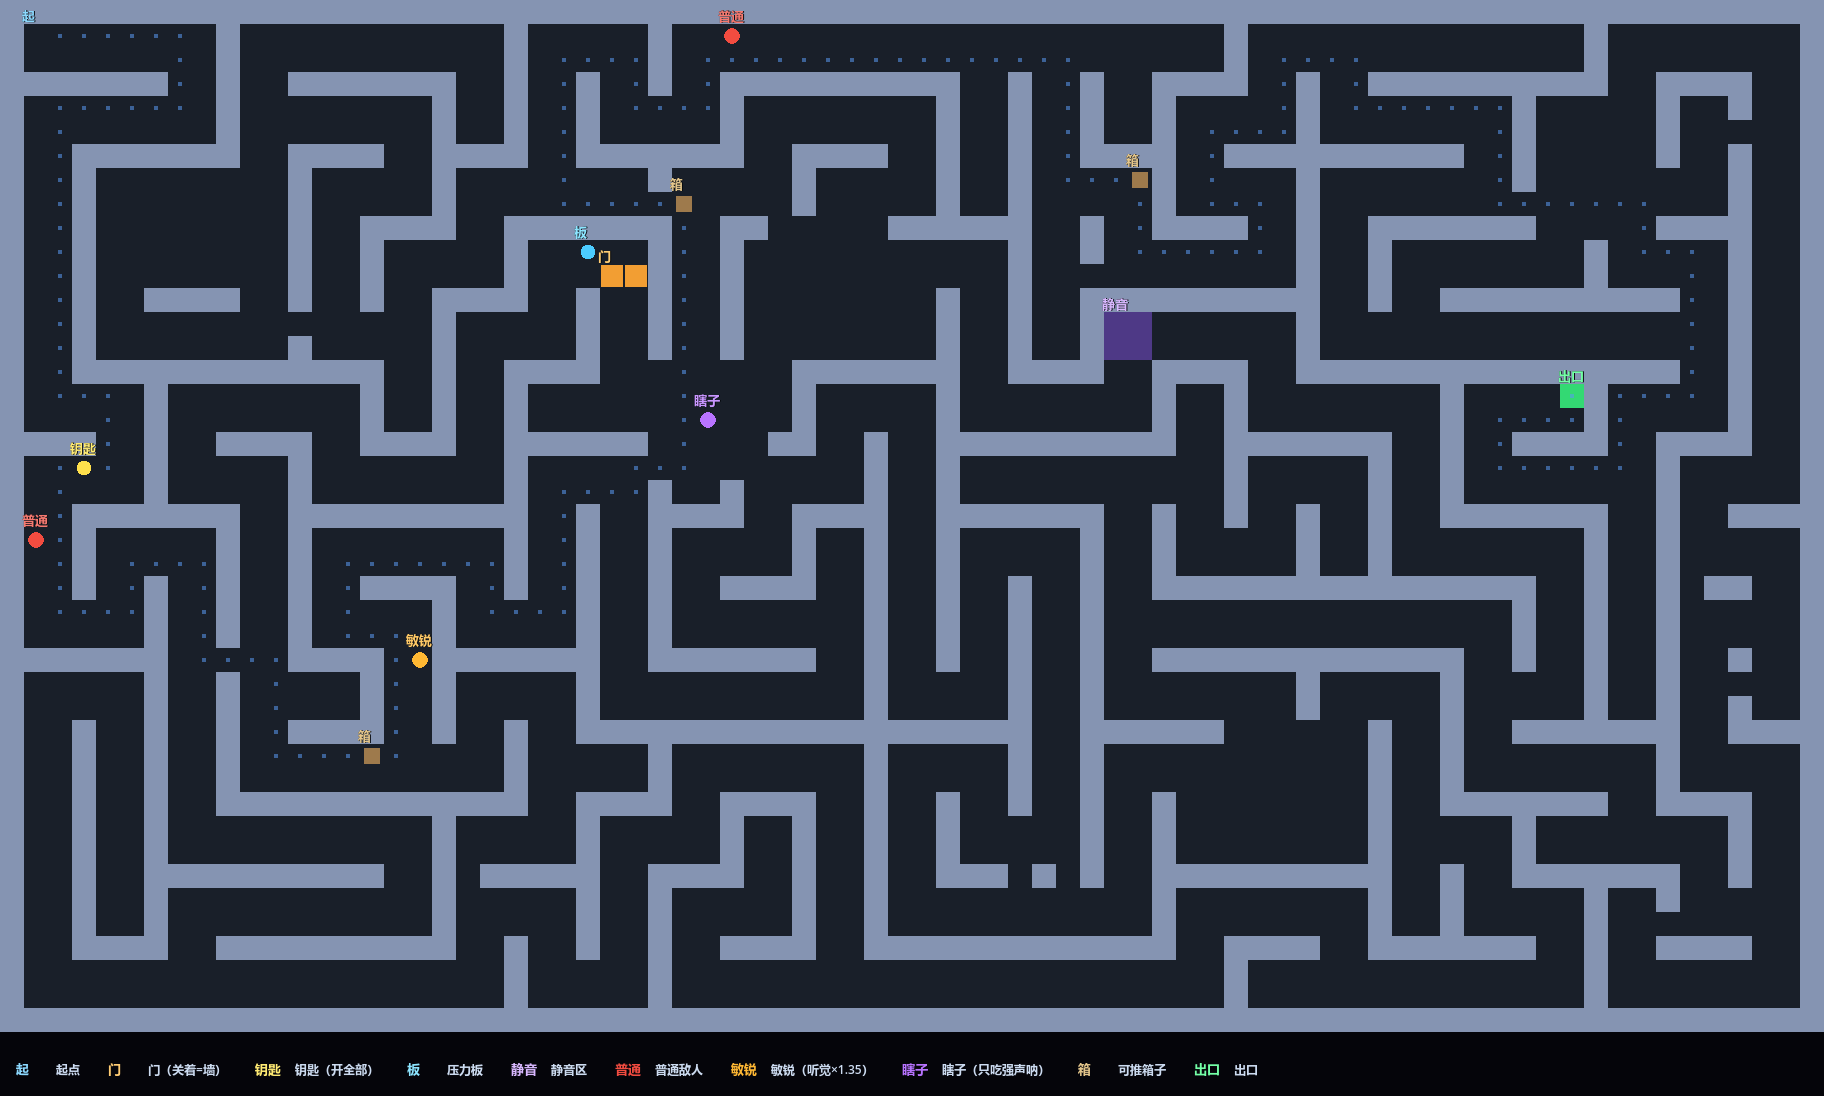 起
普通
箱
箱
板
门
静音
出口
瞎子
钥匙
普通
敏锐
箱
起 起点 门 门（关着=墙） 钥匙 钥匙（开全部） 板 压力板 静音 静音区 普通 普通敌人 敏锐 敏锐（听觉×1.35） 瞎子 瞎子（只吃强声呐） 箱 可推箱子 出口 出口